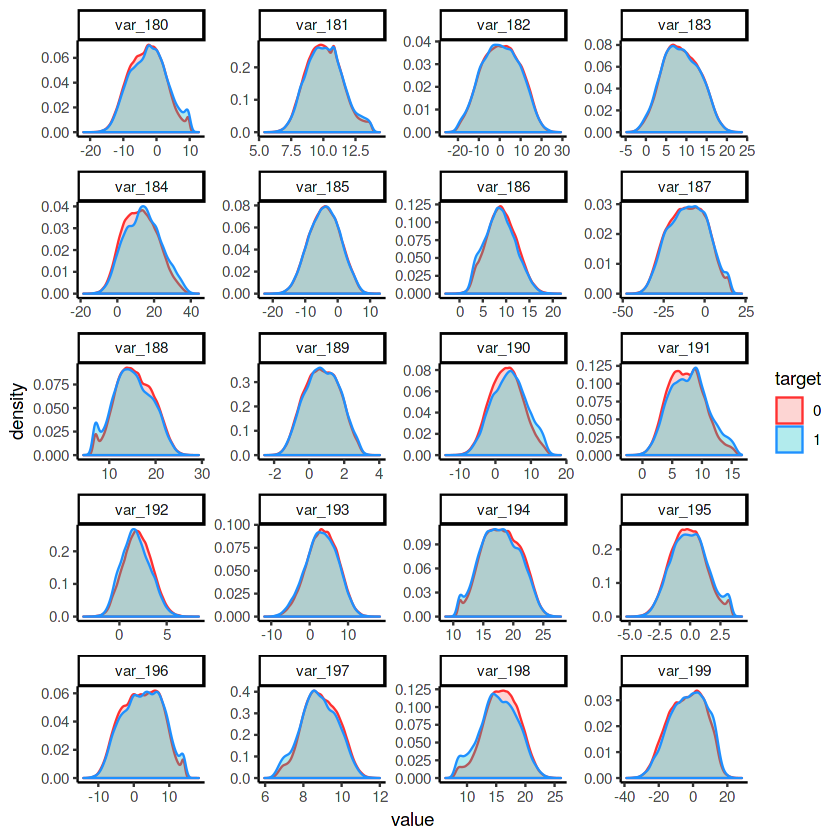 var_180 var_181 var_182 var_183
0.06 0.04 0.02 0.00
0.2 0.1 0.0
0.04 0.03 0.02 0.01 0.00
0.08 0.06 0.04 0.02 0.00
-20 -10 0 10
5.0 7.5 10.0 12.5
-20 -10 0 10 20 30
-5 0 5 10 15 20 25
var_184 var_185 var_186 var_187
0.04 0.03 0.02 0.01 0.00
0.08 0.06 0.04 0.02 0.00
0.125 0.100 0.075 0.050 0.025 0.000
0.03 0.02 0.01 0.00
-20 0 20 40
-20 -10 0 10
0 5 10 15 20
-50 -25 0 25
var_188 var_189 var_190 var_191
0.075 0.050 0.025 0.000
0.3 0.2 0.1 0.0
0.08 0.06 0.04 0.02 0.00
0.125 0.100 0.075 0.050 0.025 0.000
10 20 30
-2 0 2 4
-10 0 10 20
0 5 10 15
var_192 var_193 var_194 var_195
0.2 0.1 0.0
0.100 0.075 0.050 0.025 0.000
0.09 0.06 0.03 0.00
0.2 0.1 0.0
0 5
-10 0 10
10 15 20 25
-5.0 -2.5 0.0 2.5
var_196 var_197 var_198 var_199
0.06 0.04 0.02 0.00
0.4 0.3 0.2 0.1 0.0
0.125 0.100 0.075 0.050 0.025 0.000
0.03 0.02 0.01 0.00
-10 0 10
6 8 10 12
10 15 20 25
-40 -20 0 20
density
value
target
0
1